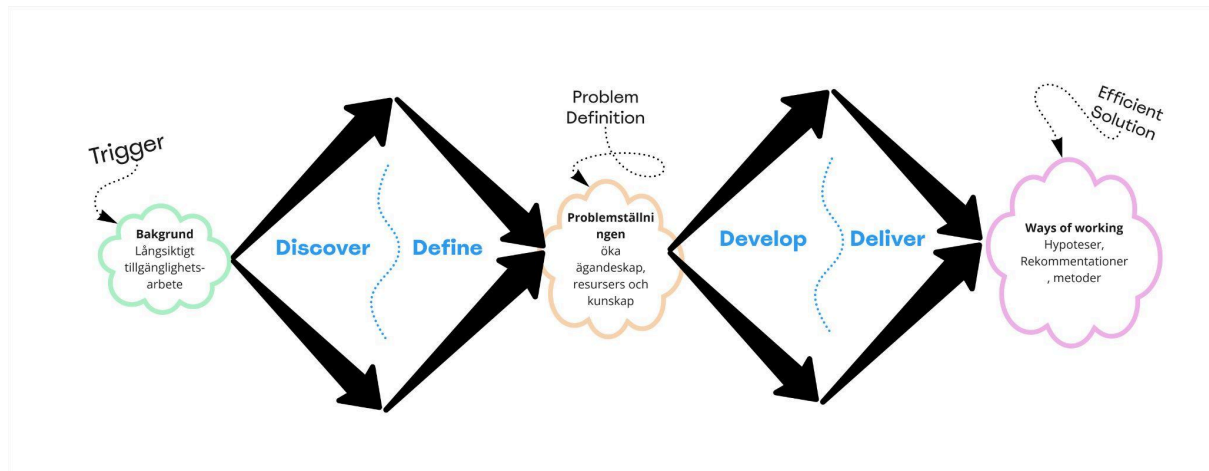 Trigger
Bakgrund
Långsiktigt
tillgänglighets-
arbete
Discover
Define
Problem
Definition
Problemställni
ngen
öka
ägandeskap,
resursers och
kunskap
Develop
Deliver
Efficient
Solution
Ways of working
Hypoteser,
Rekommentationer
, metoder